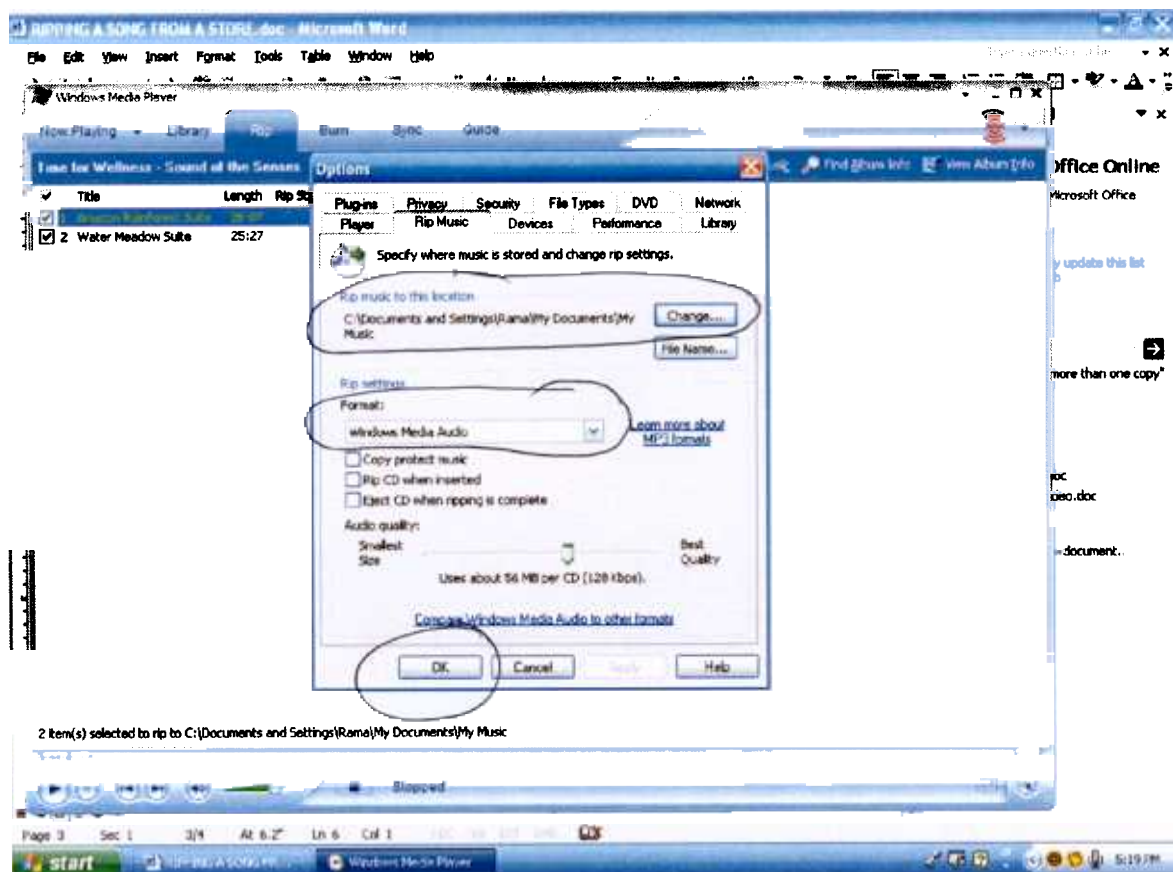 RIPPING A SONG FROM A STORE.doc - Microsoft Word
File Edit View Insert Format Tools Table Window Help
Windows Media Player
Now Playing Library Rip Burn Sync Guide
Time for Wellness - Sound of the Senses
Find Album Info View Album Info
Title Length Rip
1 Amazon Rainforest Suite
2 Water Meadow Suite 25:27
Options
Plug-ins Privacy Security File Types DVD Network
Player Rip Music Devices Performance Library
Specify where music is stored and change rip settings.
Rip music to this location
C:\Documents and Settings\Rama\My Documents\My
Music
Change...
File Name...
Rip settings
Format:
Windows Media Audio
Learn more about
MP3 formats
Copy protect music
Rip CD when inserted
Eject CD when ripping is complete
Audio quality:
Smallest
Size
Best
Quality
Uses about 56 MB per CD (128 Kbps).
Compare Windows Media Audio to other formats
OK Cancel Apply Help
Office Online
Microsoft Office
y update this list
more than one copy"
document..
2 item(s) selected to rip to C:\Documents and Settings\Rama\My Documents\My Music
Stopped
Page 3 Sec 1 3/4 At 6.2" Ln 6 Col 1
start
Windows Media Player
5:19 PM